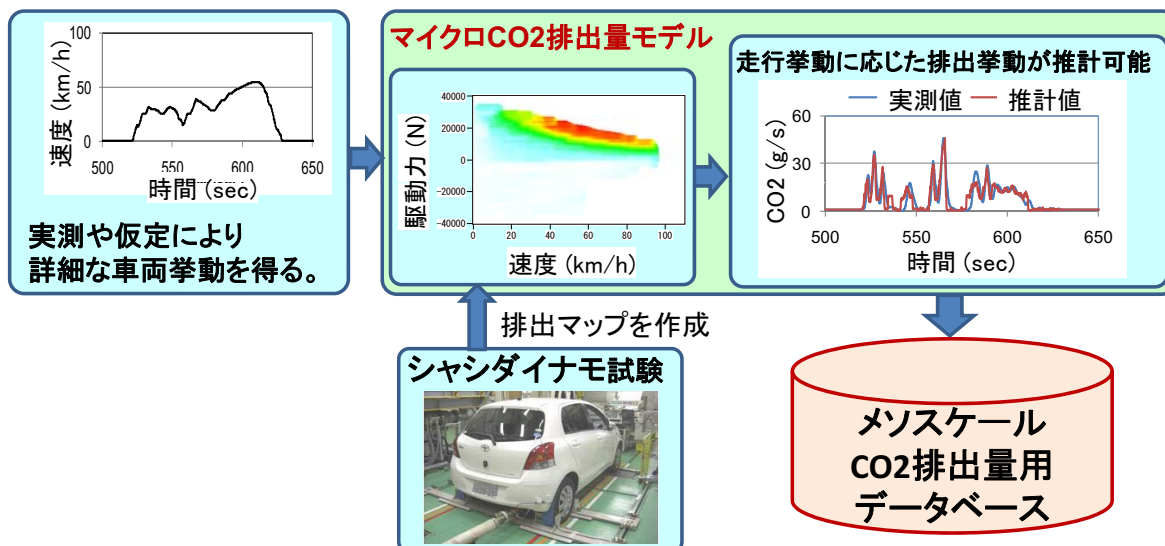 100
50
0
速度 (km/h)
500
550
600
650
時間 (sec)
実測や仮定により
詳細な車両挙動を得る。
マイクロCO2排出量モデル
40000
20000
0
−20000
−40000
駆動力 (N)
0
20
40
60
80
100
速度 (km/h)
走行挙動に応じた排出挙動が推計可能
実測値
推計値
60
30
0
CO2 (g/s)
500
550
600
650
時間 (sec)
排出マップを作成
シャシダイナモ試験
メソスケール
CO2排出量用
データベース